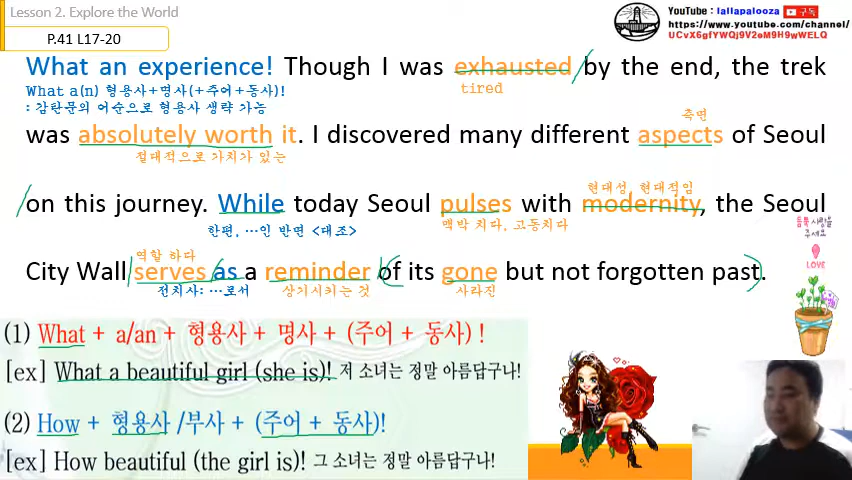 Lesson 2. Explore the World
YouTube : lallapalooza 구독
https://www.youtube.com/channel/
UCvX6gfYWQj9V2eM9H9wWELQ
P.41 L17-20
What an experience! Though I was exhausted by the end, the trek
What a(n) 형용사+명사(+주어+동사)!
tired
: 감탄문의 어순으로 형용사 생략 가능
축면
was absolutely worth it. I discovered many different aspects of Seoul
절대적으로 가치가 있는
현대성, 현대적임
on this journey. While today Seoul pulses with modernity, the Seoul
한편, …인 반면 <대조>
맥박 치다, 고동치다
듬뿍 사랑을
주세요
LOVE
역할 하다
City Wall serves as a reminder of its gone but not forgotten past.
전치사: …로서
상기시키는 것
사라진
(1) What + a/an + 형용사 + 명사 + (주어 + 동사) !
[ex] What a beautiful girl (she is)! 저 소녀는 정말 아름답구나!
(2) How + 형용사 /부사 + (주어 + 동사)!
[ex] How beautiful (the girl is)! 그 소녀는 정말 아름답구나!